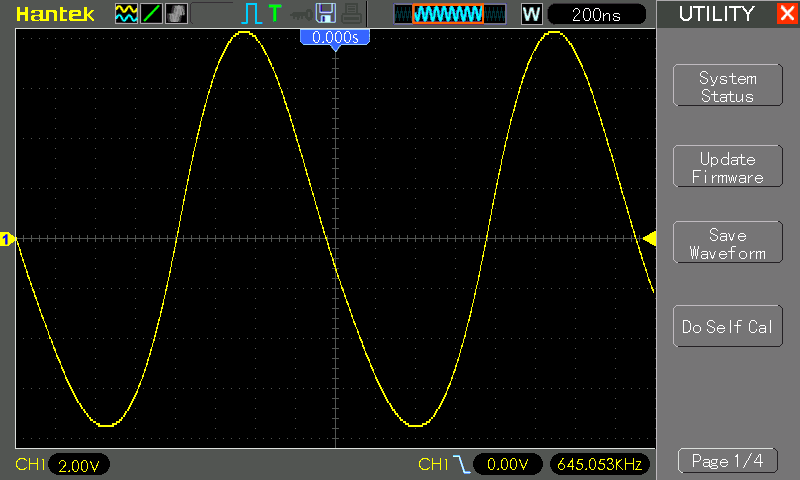 Hantek
T
W
200ns
UTILITY
0.000s
System
Status
Update
Firmware
1
Save
Waveform
Do Self Cal
CH1
2.00V
CH1
0.00V
645.053KHz
Page 1/4